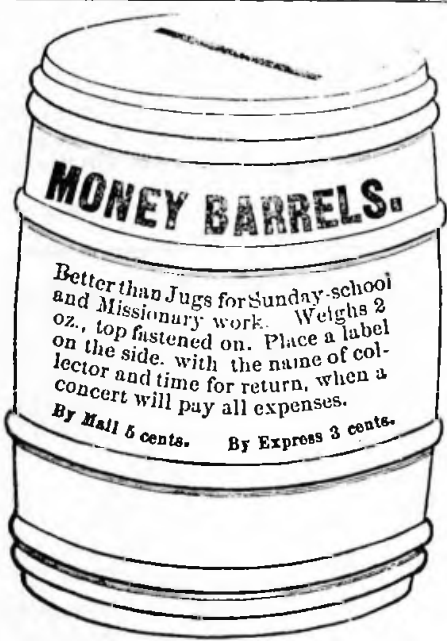 MONEY BARRELS.
Better than Jugs for Sunday-school
and Missionary work. Weighs 2
oz., top fastened on. Place a label
on the side. with the name of col-
lector and time for return, when a
concert will pay all expenses.
By Mail 5 cents. By Express 3 cents.